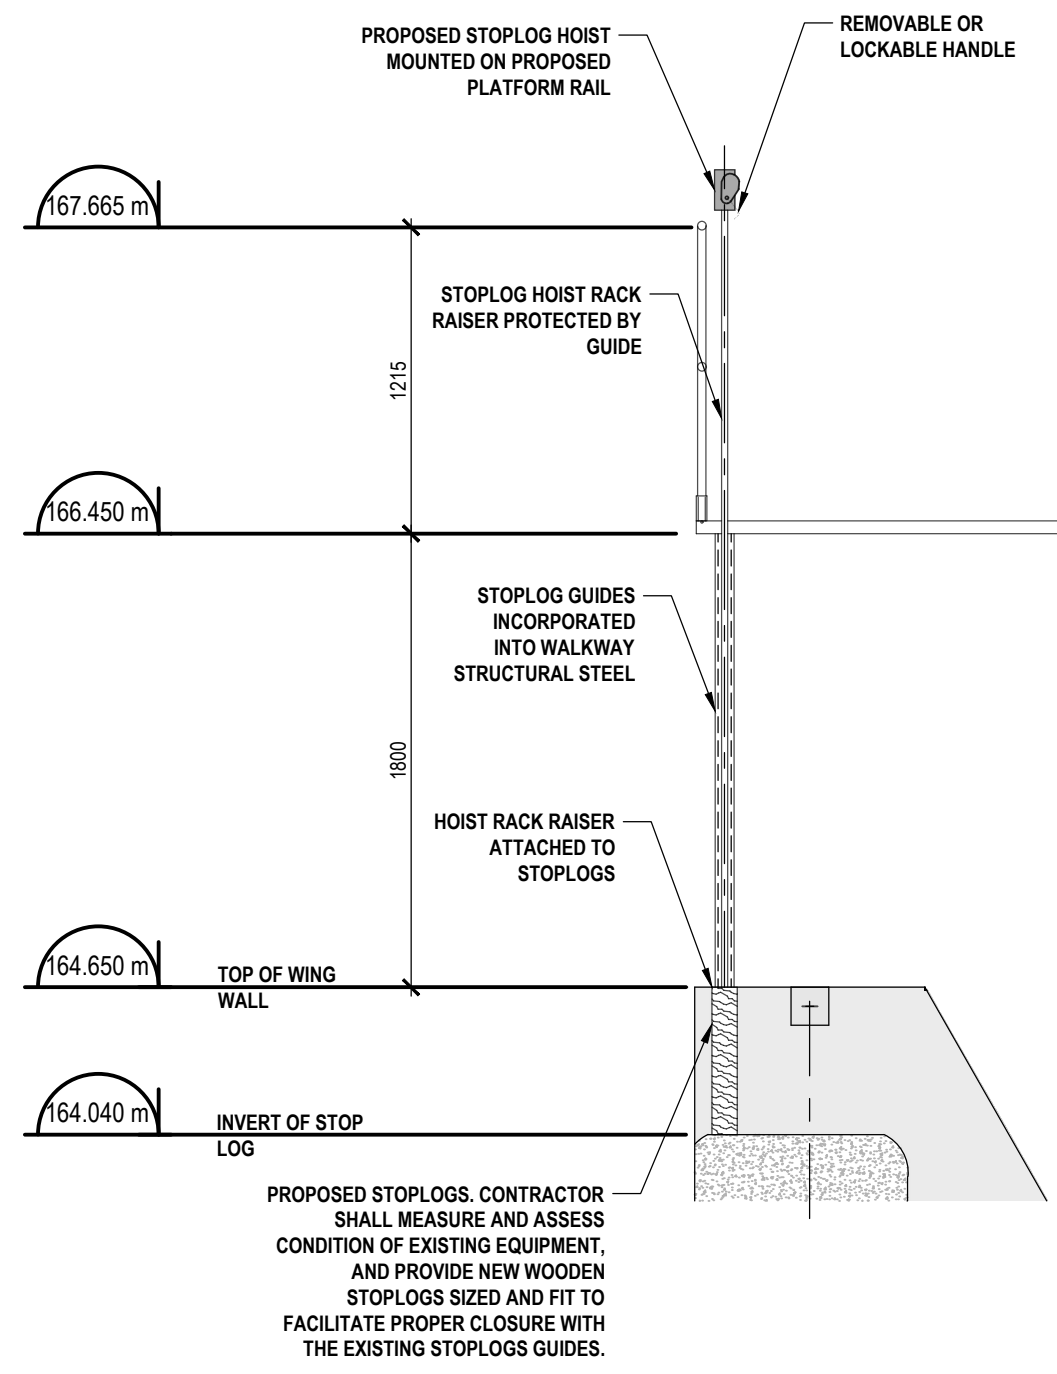 PROPOSED STOPLOG HOIST
MOUNTED ON PROPOSED
PLATFORM RAIL
REMOVABLE OR
LOCKABLE HANDLE
167.665 m
STOPLOG HOIST RACK
RAISER PROTECTED BY
GUIDE
1215
166.450 m
STOPLOG GUIDES
INCORPORATED
INTO WALKWAY
STRUCTURAL STEEL
1800
HOIST RACK RAISER
ATTACHED TO
STOPLOGS
164.650 m
TOP OF WING
WALL
164.040 m
INVERT OF STOP
LOG
PROPOSED STOPLOGS. CONTRACTOR
SHALL MEASURE AND ASSESS
CONDITION OF EXISTING EQUIPMENT,
AND PROVIDE NEW WOODEN
STOPLOGS SIZED AND FIT TO
FACILITATE PROPER CLOSURE WITH
THE EXISTING STOPLOGS GUIDES.